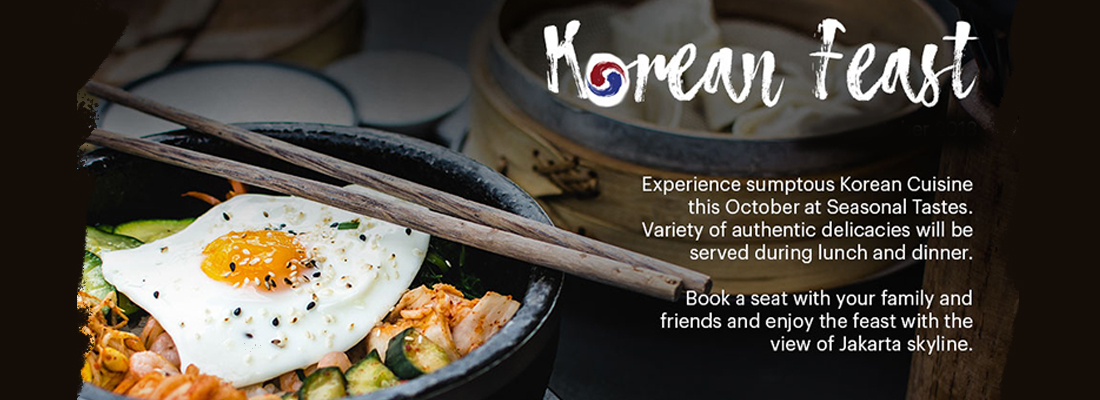 Korean Feast
Experience sumptous Korean Cuisine
this October at Seasonal Tastes.
Variety of authentic delicacies will be
served during lunch and dinner.
Book a seat with your family and
friends and enjoy the feast with the
view of Jakarta skyline.